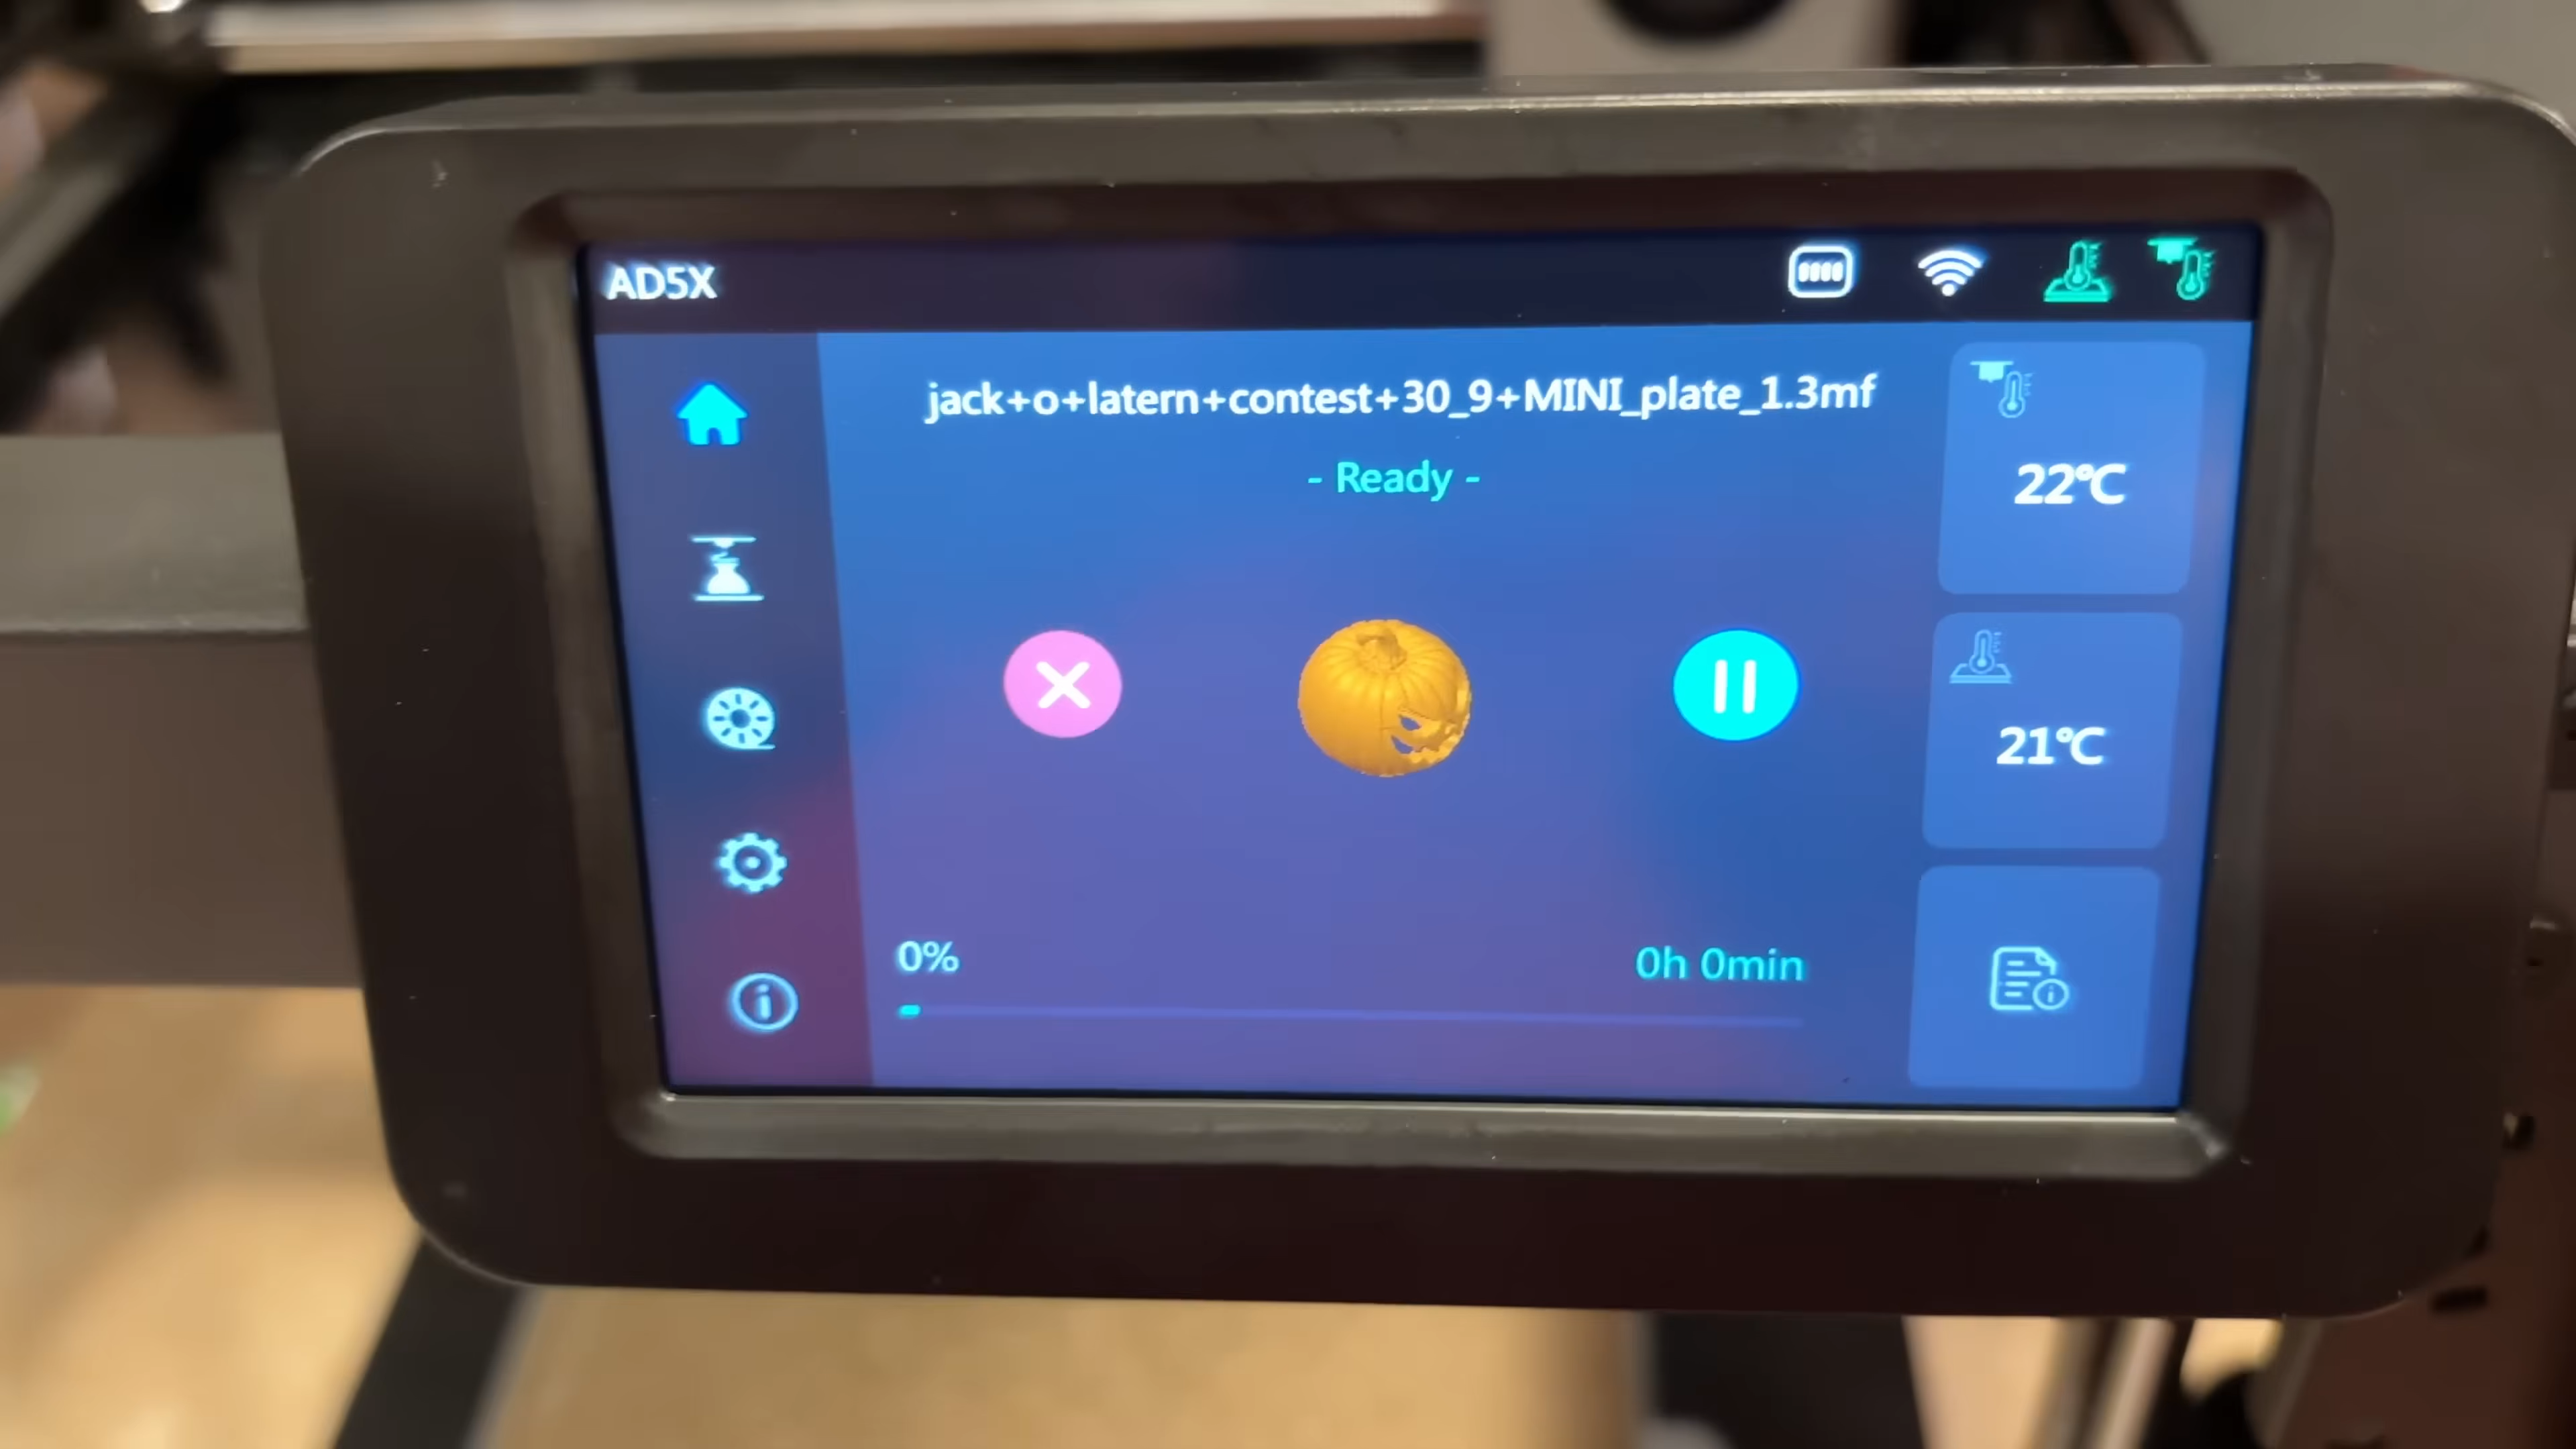 AD5X
jack+o+latern+contest+30_9+MINI_plate_1.3mf
- Ready -
22℃
21℃
0%
0h 0min